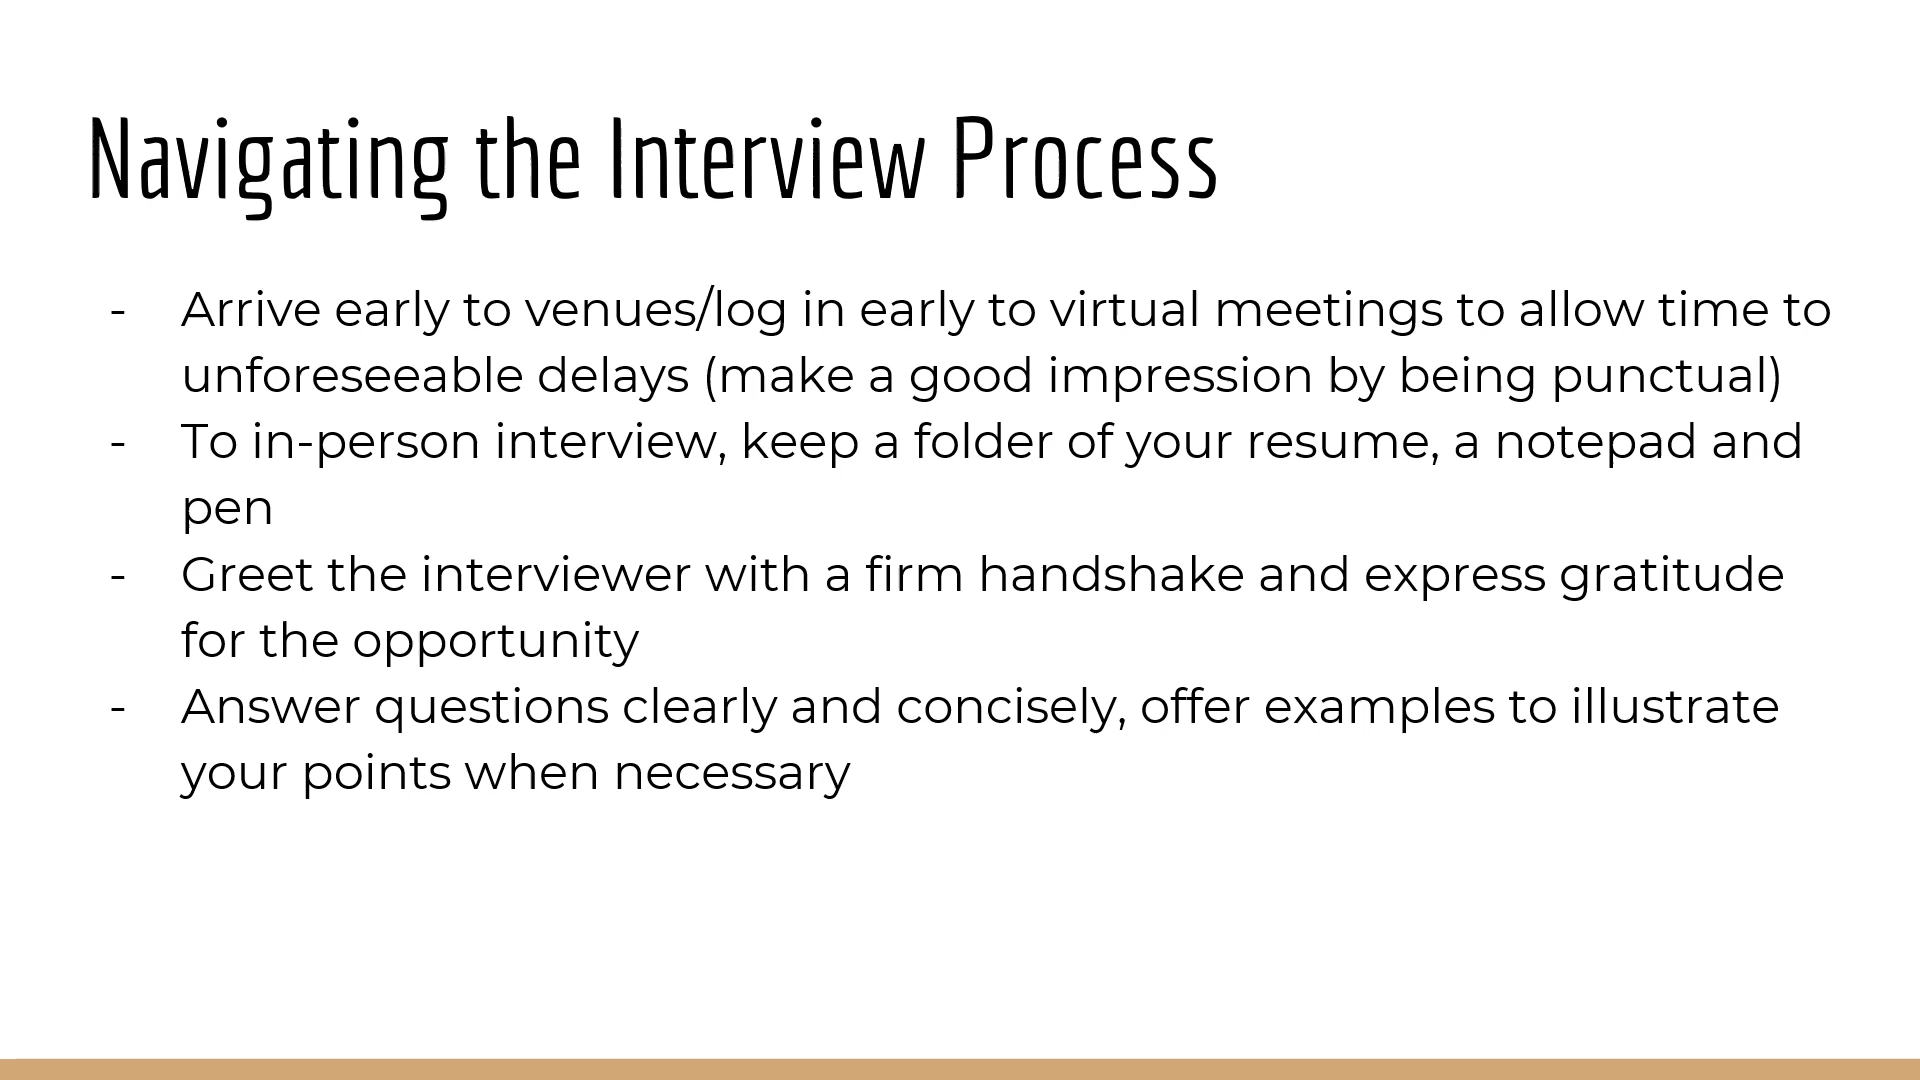 Navigating the Interview Process
- Arrive early to venues/log in early to virtual meetings to allow time to
unforeseeable delays (make a good impression by being punctual)
- To in-person interview, keep a folder of your resume, a notepad and
pen
- Greet the interviewer with a firm handshake and express gratitude
for the opportunity
- Answer questions clearly and concisely, offer examples to illustrate
your points when necessary